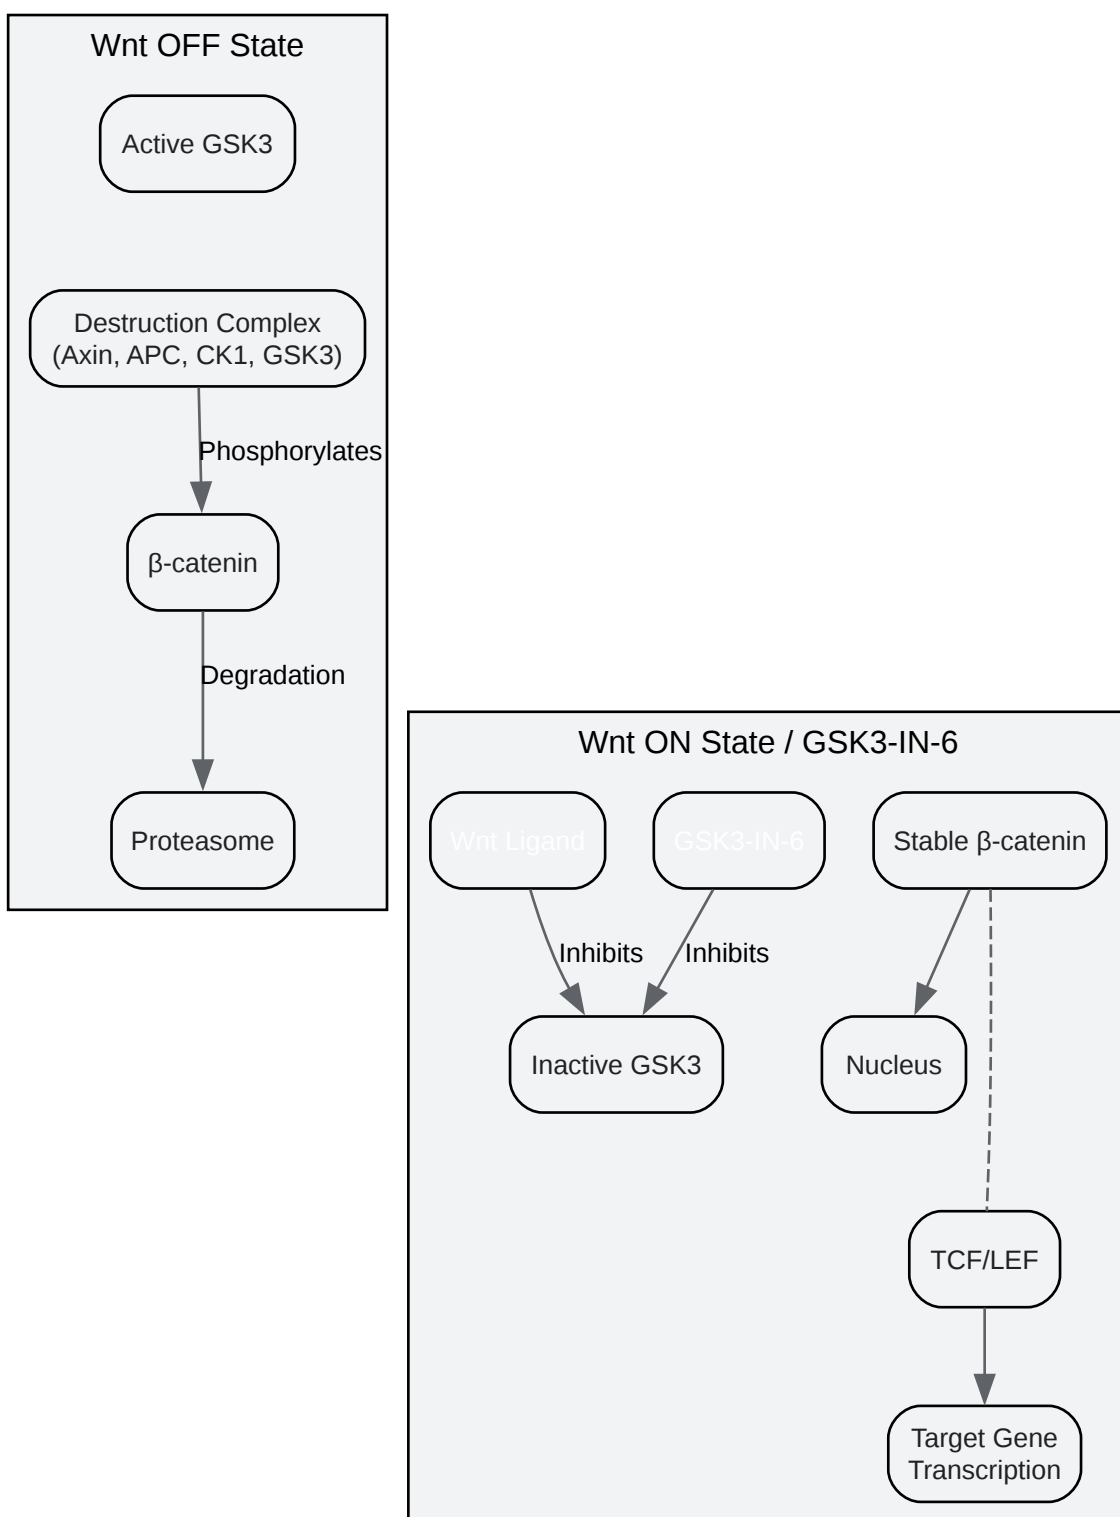 Wnt OFF State
Active GSK3
Destruction Complex
(Axin, APC, CK1, GSK3)
Phosphorylates
β-catenin
Degradation
Proteasome
Wnt ON State / GSK3-IN-6
Wnt Ligand
GSK3-IN-6
Stable β-catenin
Inhibits
Inhibits
Inactive GSK3
Nucleus
TCF/LEF
Target Gene
Transcription